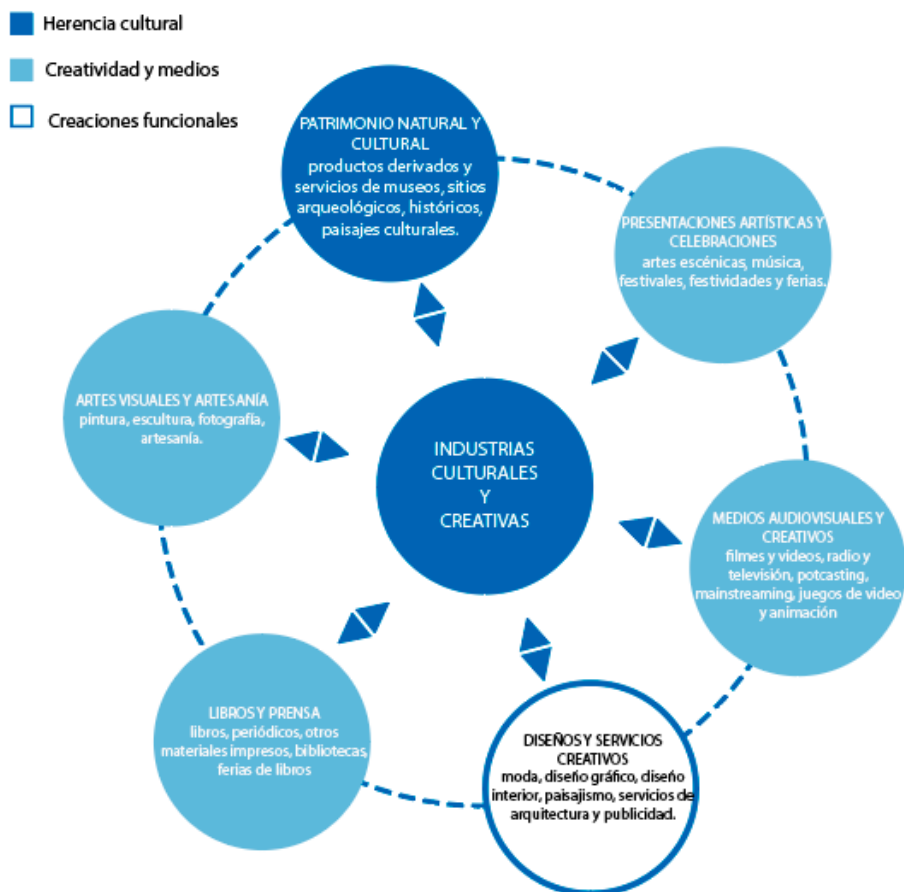 Herencia cultural
Creatividad y medios
Creaciones funcionales
PATRIMONIO NATURAL Y
CULTURAL
productos derivados y
servicios de museos, sitios
arqueológicos, históricos,
paisajes culturales.
PRESENTACIONES ARTÍSTICAS Y
CELEBRACIONES
artes escénicas, música,
festivales, festividades y ferias.
ARTES VISUALES Y ARTESANÍA
pintura, escultura, fotografía,
artesanía.
INDUSTRIAS
CULTURALES
Y
CREATIVAS
MEDIOS AUDIOVISUALES Y
CREATIVOS
filmes y videos, radio y
televisión, potcasting,
mainstreaming, juegos de video
y animación
LIBROS Y PRENSA
libros, periódicos, otros
materiales impresos, bibliotecas,
ferias de libros
DISEÑOS Y SERVICIOS
CREATIVOS
moda, diseño gráfico, diseño
interior, paisajismo, servicios de
arquitectura y publicidad.